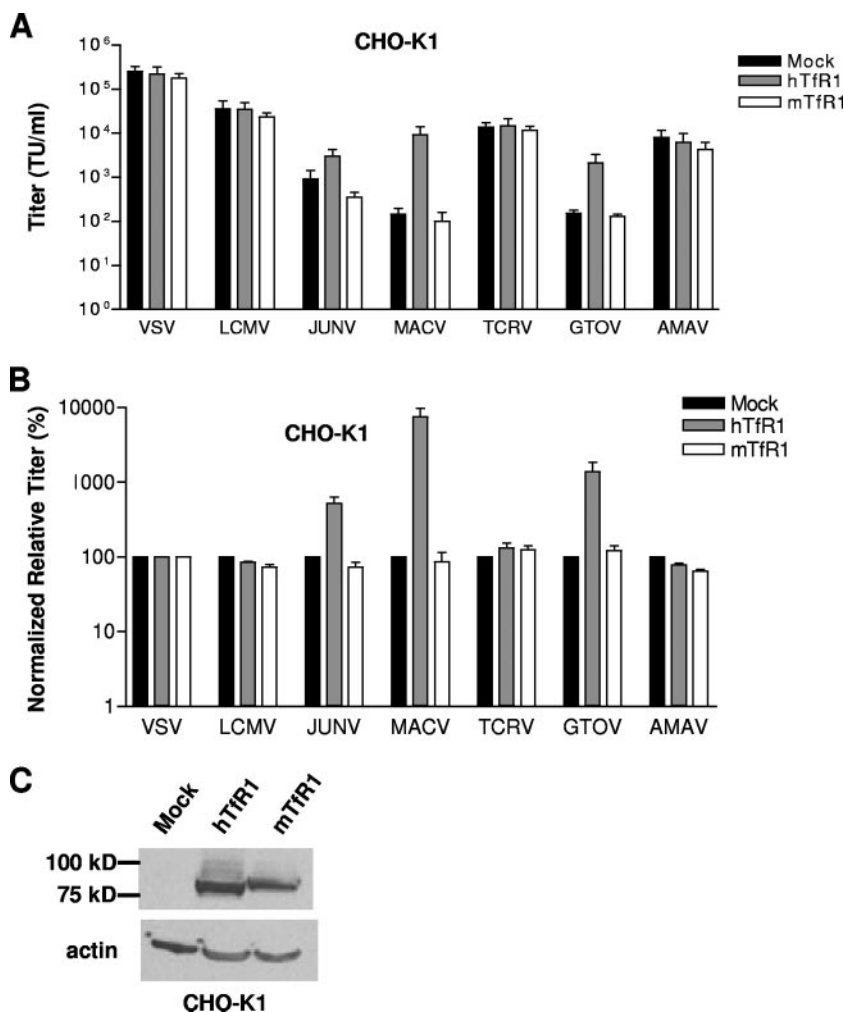 A
CHO-K1
Mock
hTfR1
mTfR1
Titer (TU/ml)
10⁶
10⁵
10⁴
10³
10²
10¹
10⁰
VSV LCMV JUNV MACV TCRV GTOV AMAV
B
CHO-K1
Mock
hTfR1
mTfR1
Normalized Relative Titer (%)
10000
1000
100
10
1
VSV LCMV JUNV MACV TCRV GTOV AMAV
C
Mock hTfR1 mTfR1
100 kD
75 kD
actin
CHO-K1